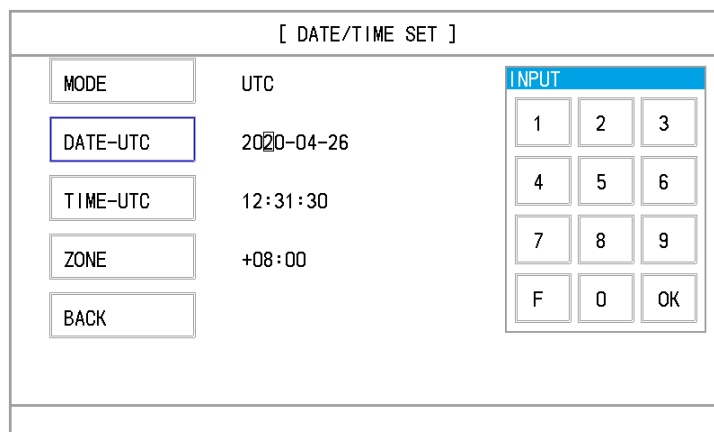 [ DATE/TIME SET ]
MODE UTC
DATE-UTC 2020-04-26
TIME-UTC 12:31:30
ZONE +08:00
BACK
INPUT
1 2 3
4 5 6
7 8 9
F 0 OK